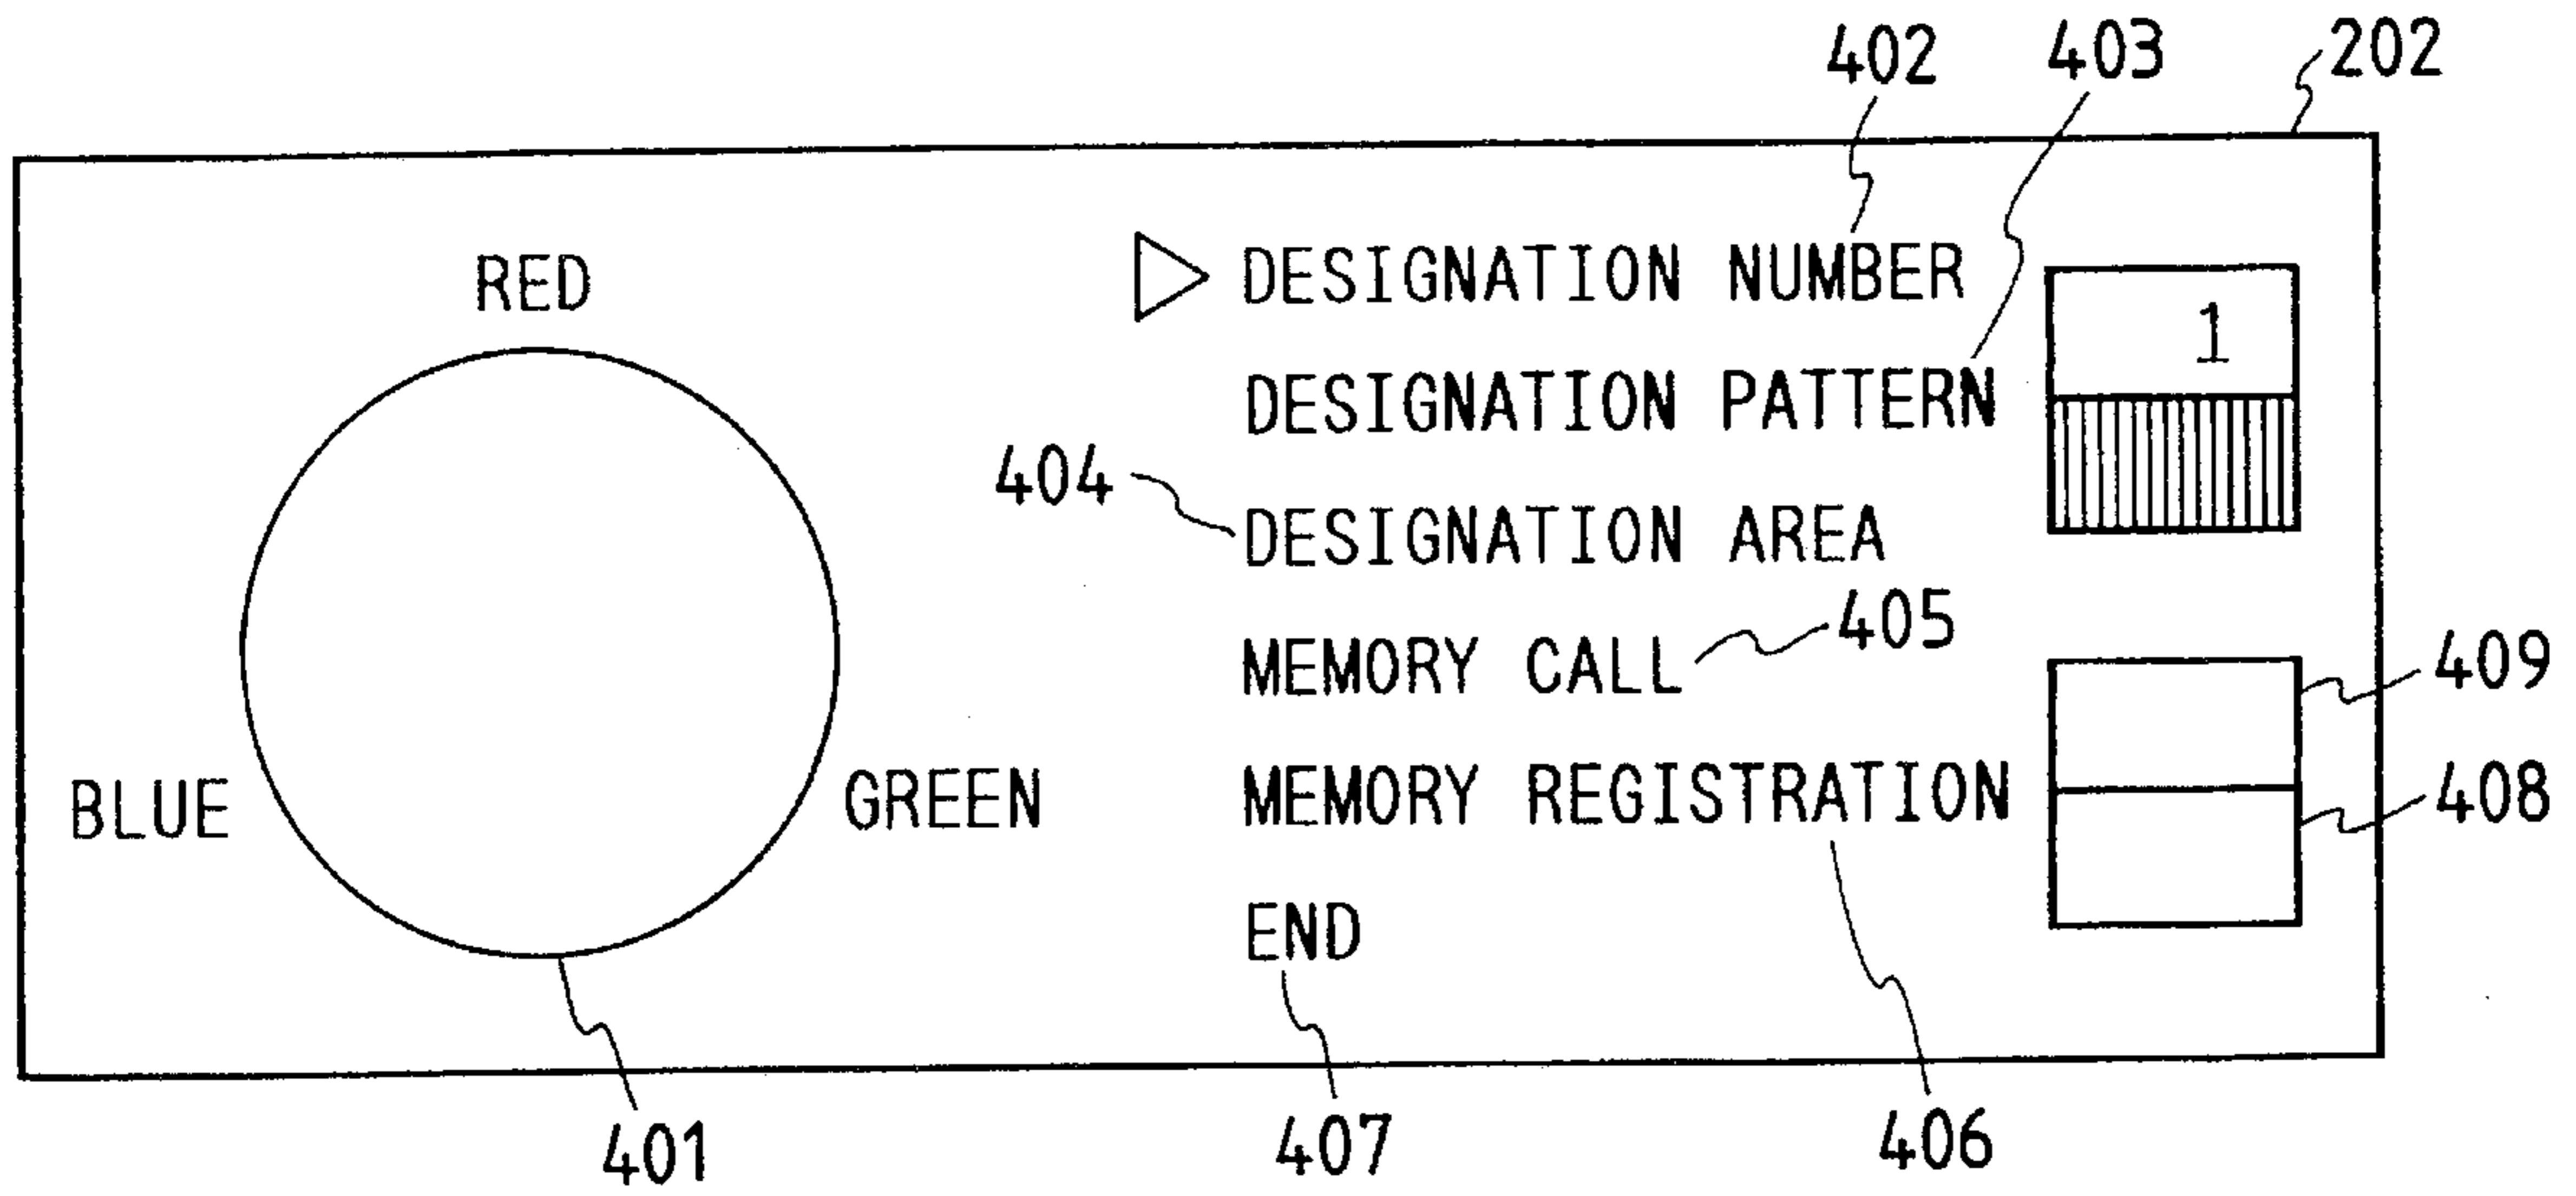 402
403
202
RED
DESIGNATION NUMBER
1
DESIGNATION PATTERN
404
DESIGNATION AREA
405
MEMORY CALL
409
BLUE
GREEN
MEMORY REGISTRATION
408
END
401
407
406